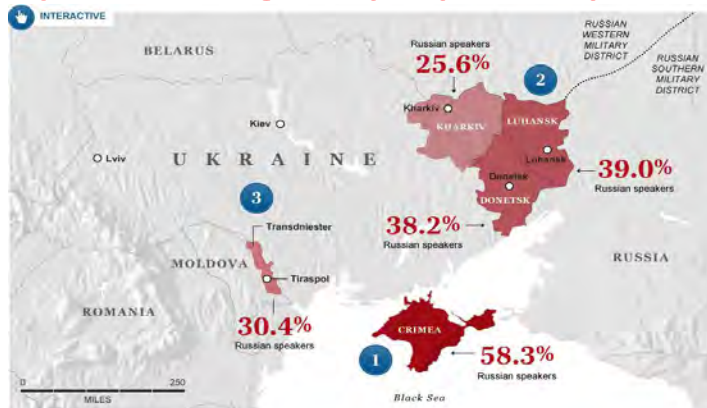 INTERACTIVE
BELARUS
RUSSIAN
WESTERN
MILITARY
DISTRICT
RUSSIAN
SOUTHERN
MILITARY
DISTRICT
Russian speakers
25.6%
2
Kharkiv
KHARKIV
LUHANSK
Kiev
Lviv
UKRAINE
Luhansk
39.0%
Russian speakers
Donetsk
DONETSK
3
Transdniester
38.2%
Russian speakers
MOLDOVA
Tiraspol
RUSSIA
ROMANIA
30.4%
Russian speakers
CRIMEA
1
58.3%
Russian speakers
0
250
MILES
Black Sea